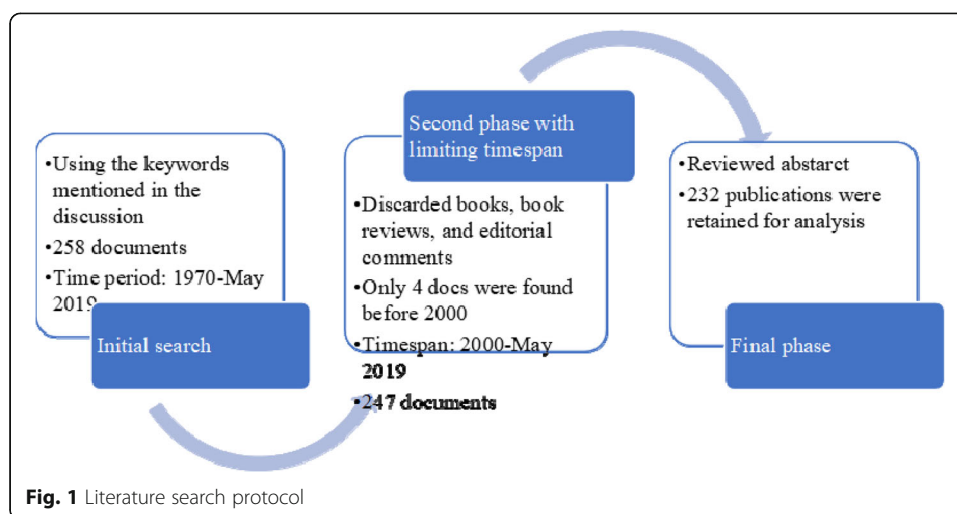 •Using the keywords
mentioned in the
discussion
•258 documents
•Time period: 1970-May
2019
Initial search
Second phase with
limiting timespan
•Discarded books, book
reviews, and editorial
comments
•Only 4 docs were found
before 2000
•Timespan: 2000-May
2019
•247 documents
•Reviewed abstarct
•232 publications were
retained for analysis
Final phase
Fig. 1 Literature search protocol